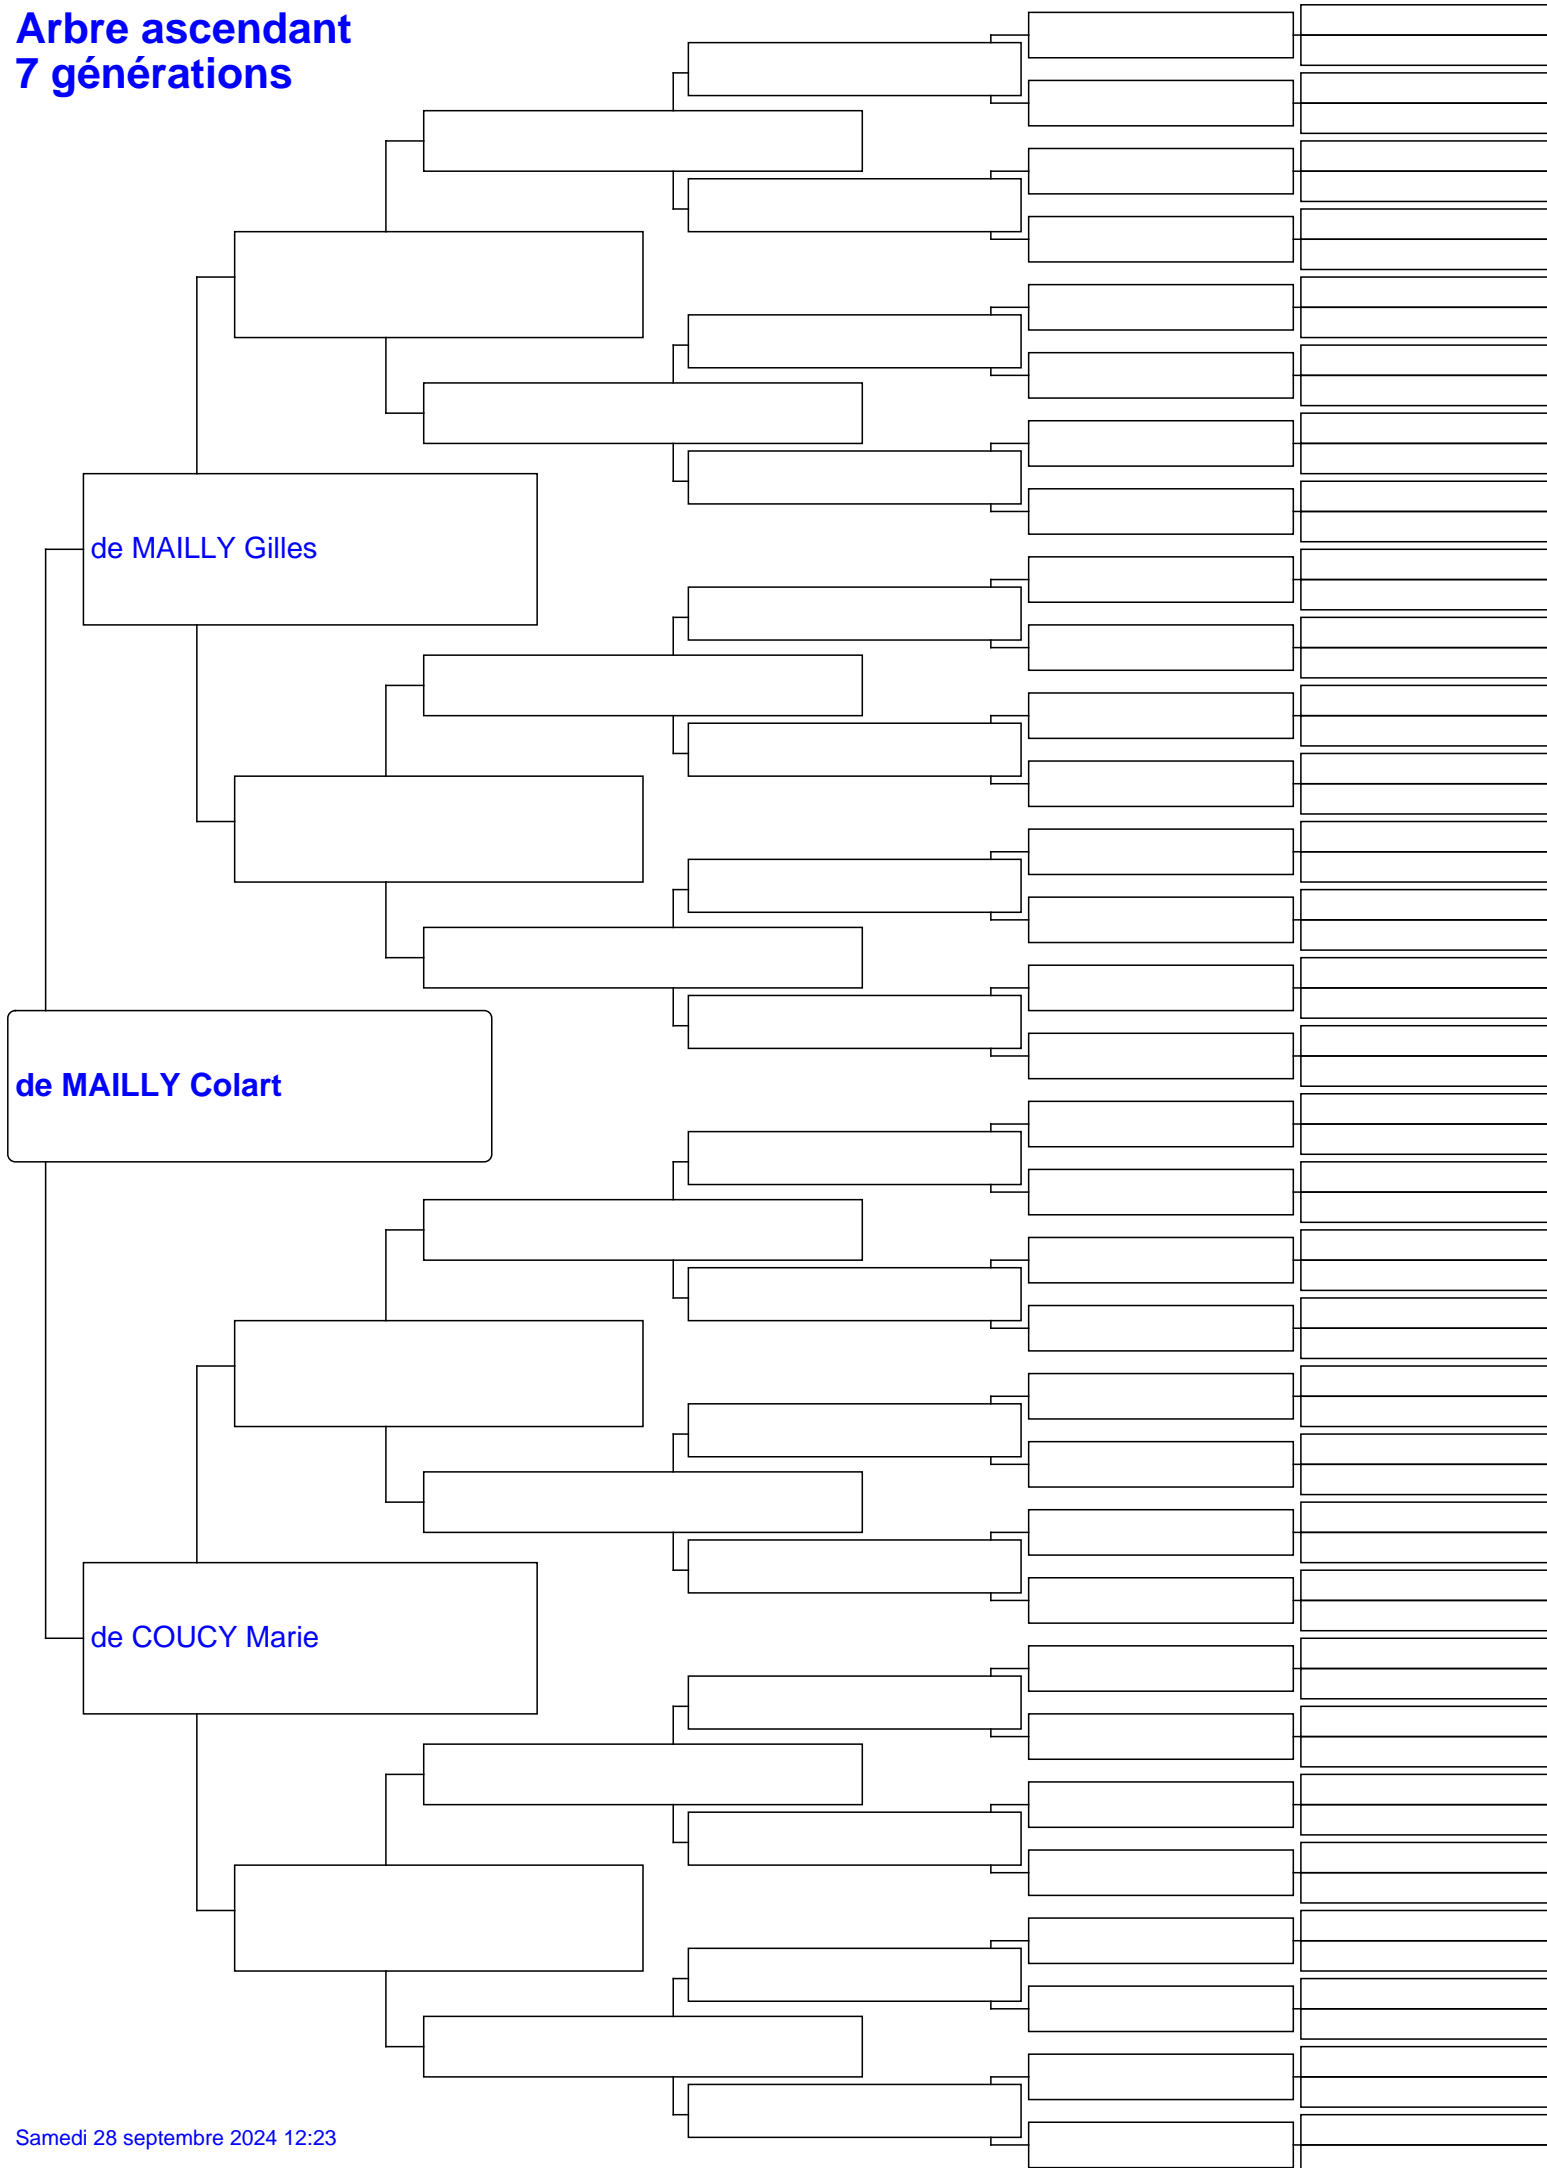 Arbre ascendant
7 générations
de MAILLY Gilles
de MAILLY Colart
de COUCY Marie
Samedi 28 septembre 2024 12:23